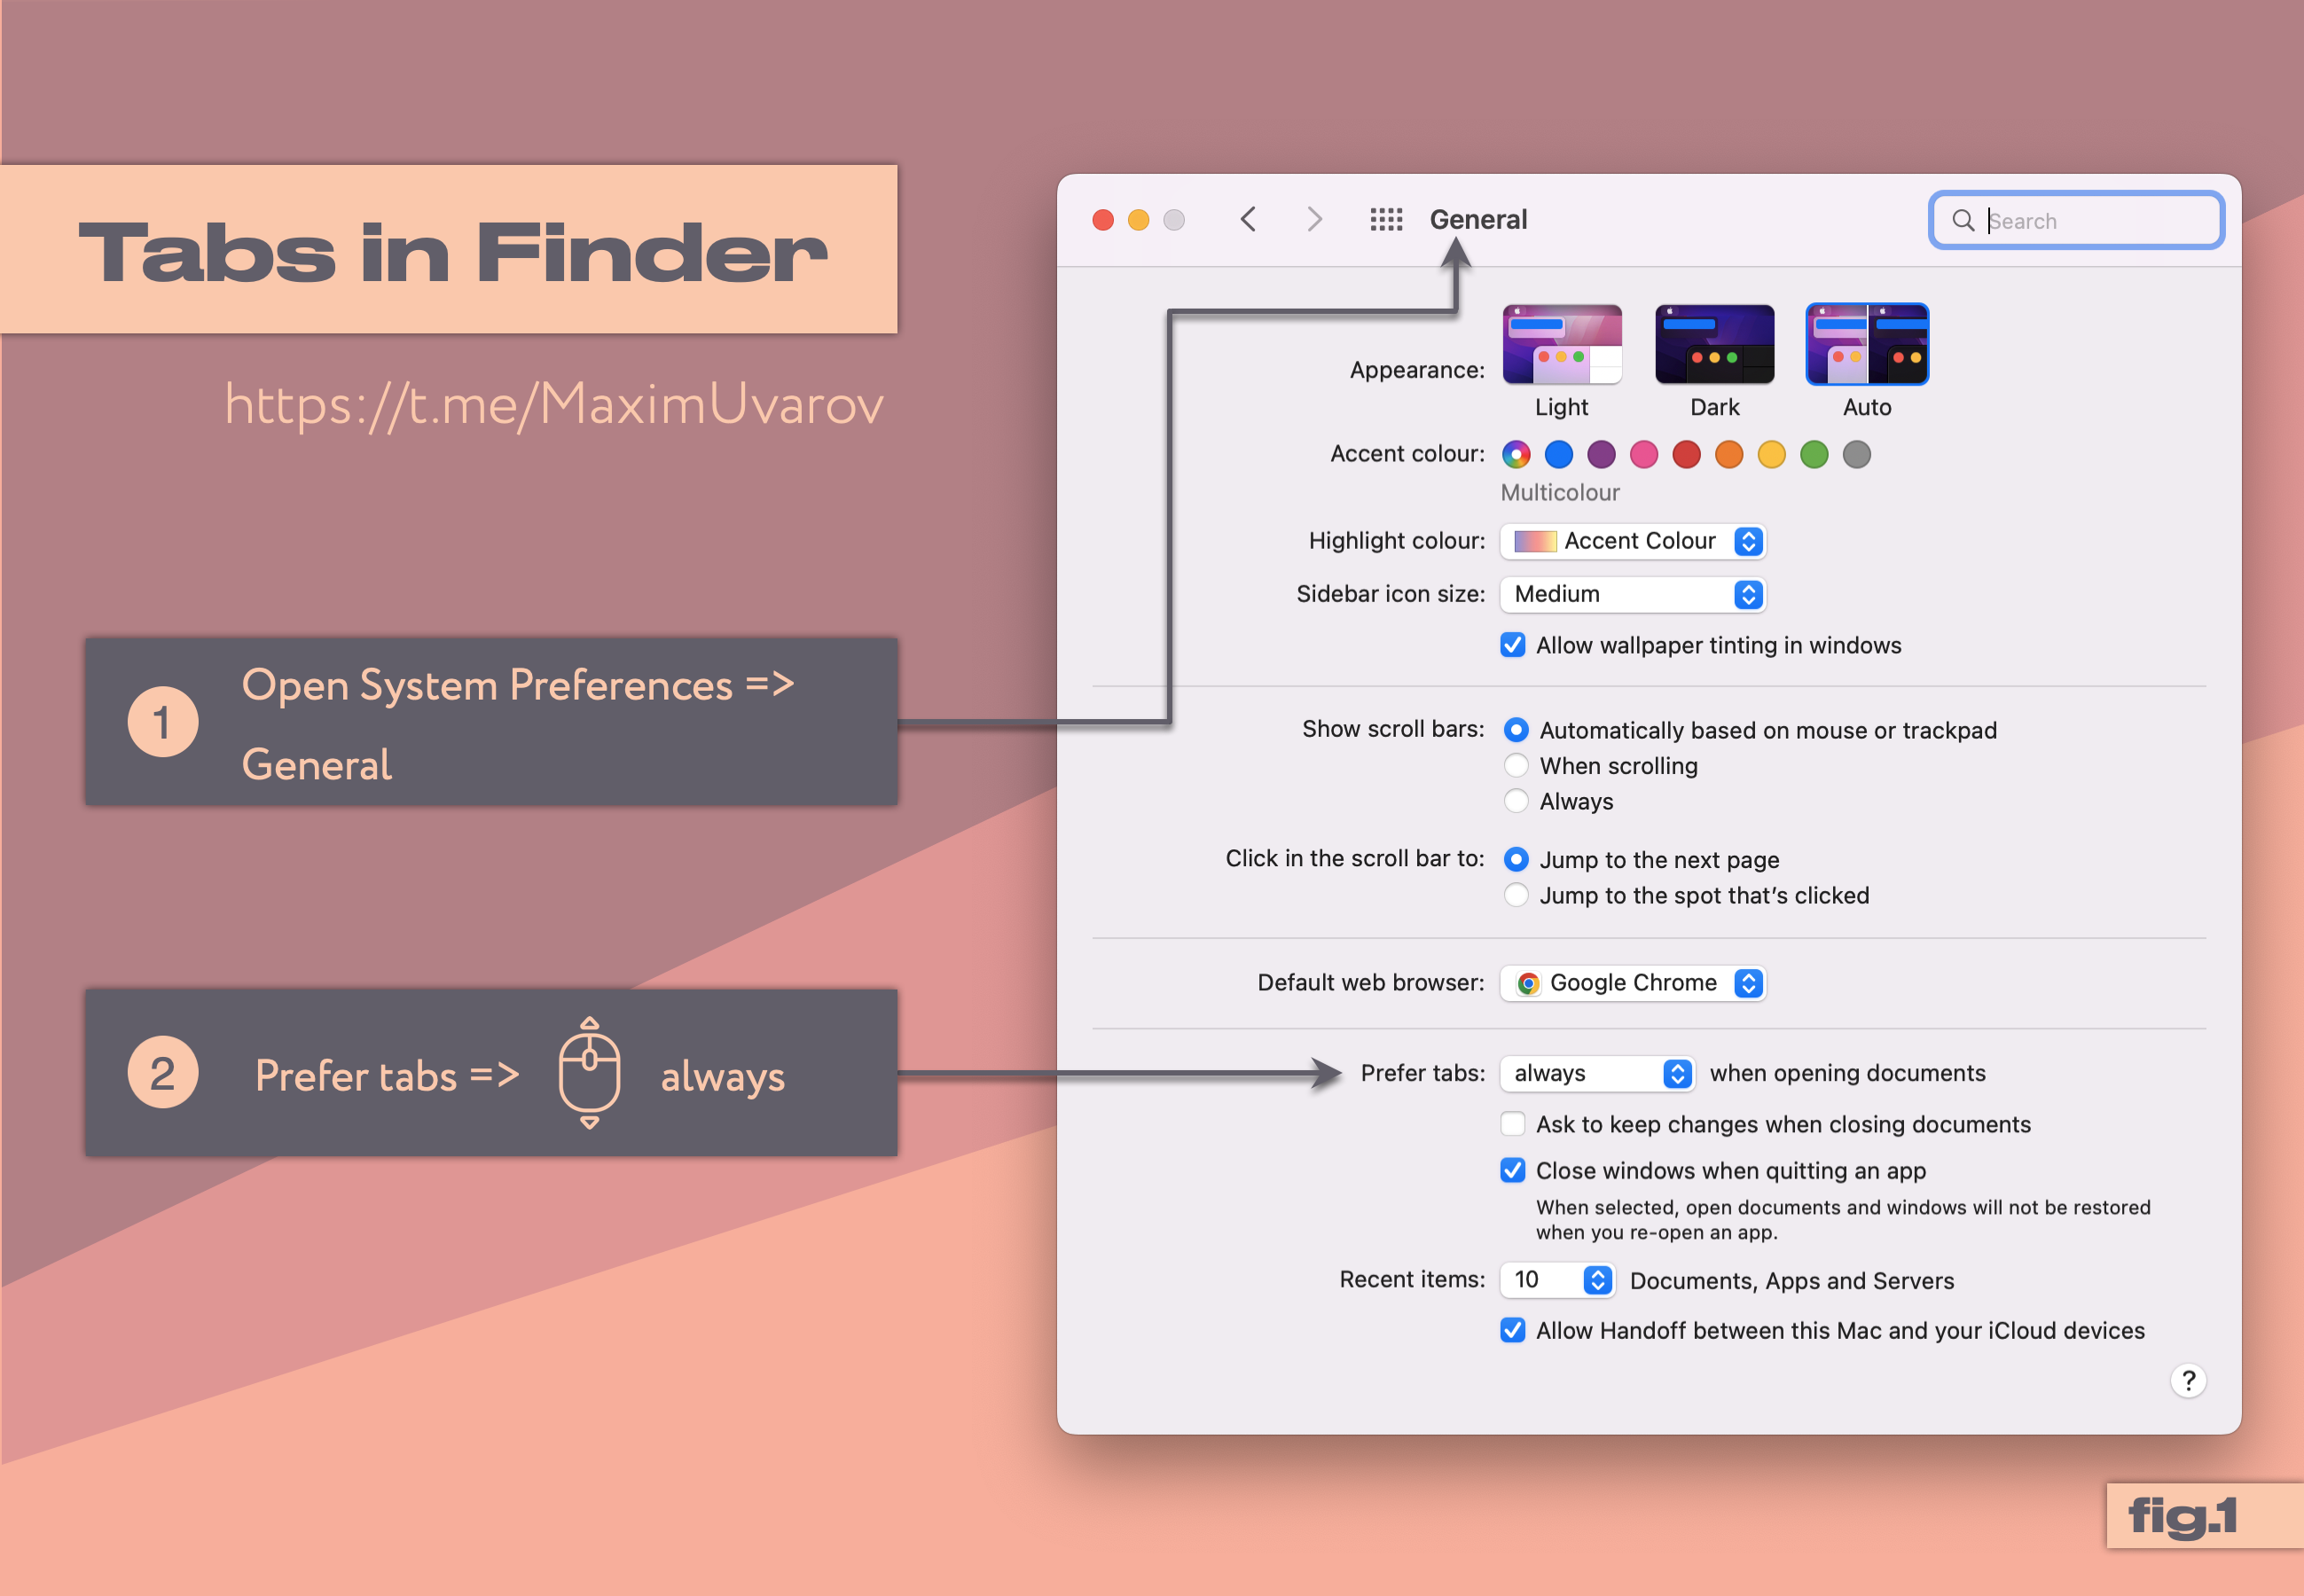 Tabs in Finder
https://t.me/MaximUvarov
1
Open System Preferences =>
General
2
Prefer tabs =>
always
General
Search
Appearance:
Light
Dark
Auto
Accent colour:
Multicolour
Highlight colour:
Accent Colour
Sidebar icon size:
Medium
Allow wallpaper tinting in windows
Show scroll bars:
Automatically based on mouse or trackpad
When scrolling
Always
Click in the scroll bar to:
Jump to the next page
Jump to the spot that's clicked
Default web browser:
Google Chrome
Prefer tabs:
always
when opening documents
Ask to keep changes when closing documents
Close windows when quitting an app
When selected, open documents and windows will not be restored
when you re-open an app.
Recent items:
10
Documents, Apps and Servers
Allow Handoff between this Mac and your iCloud devices
?
fig.1